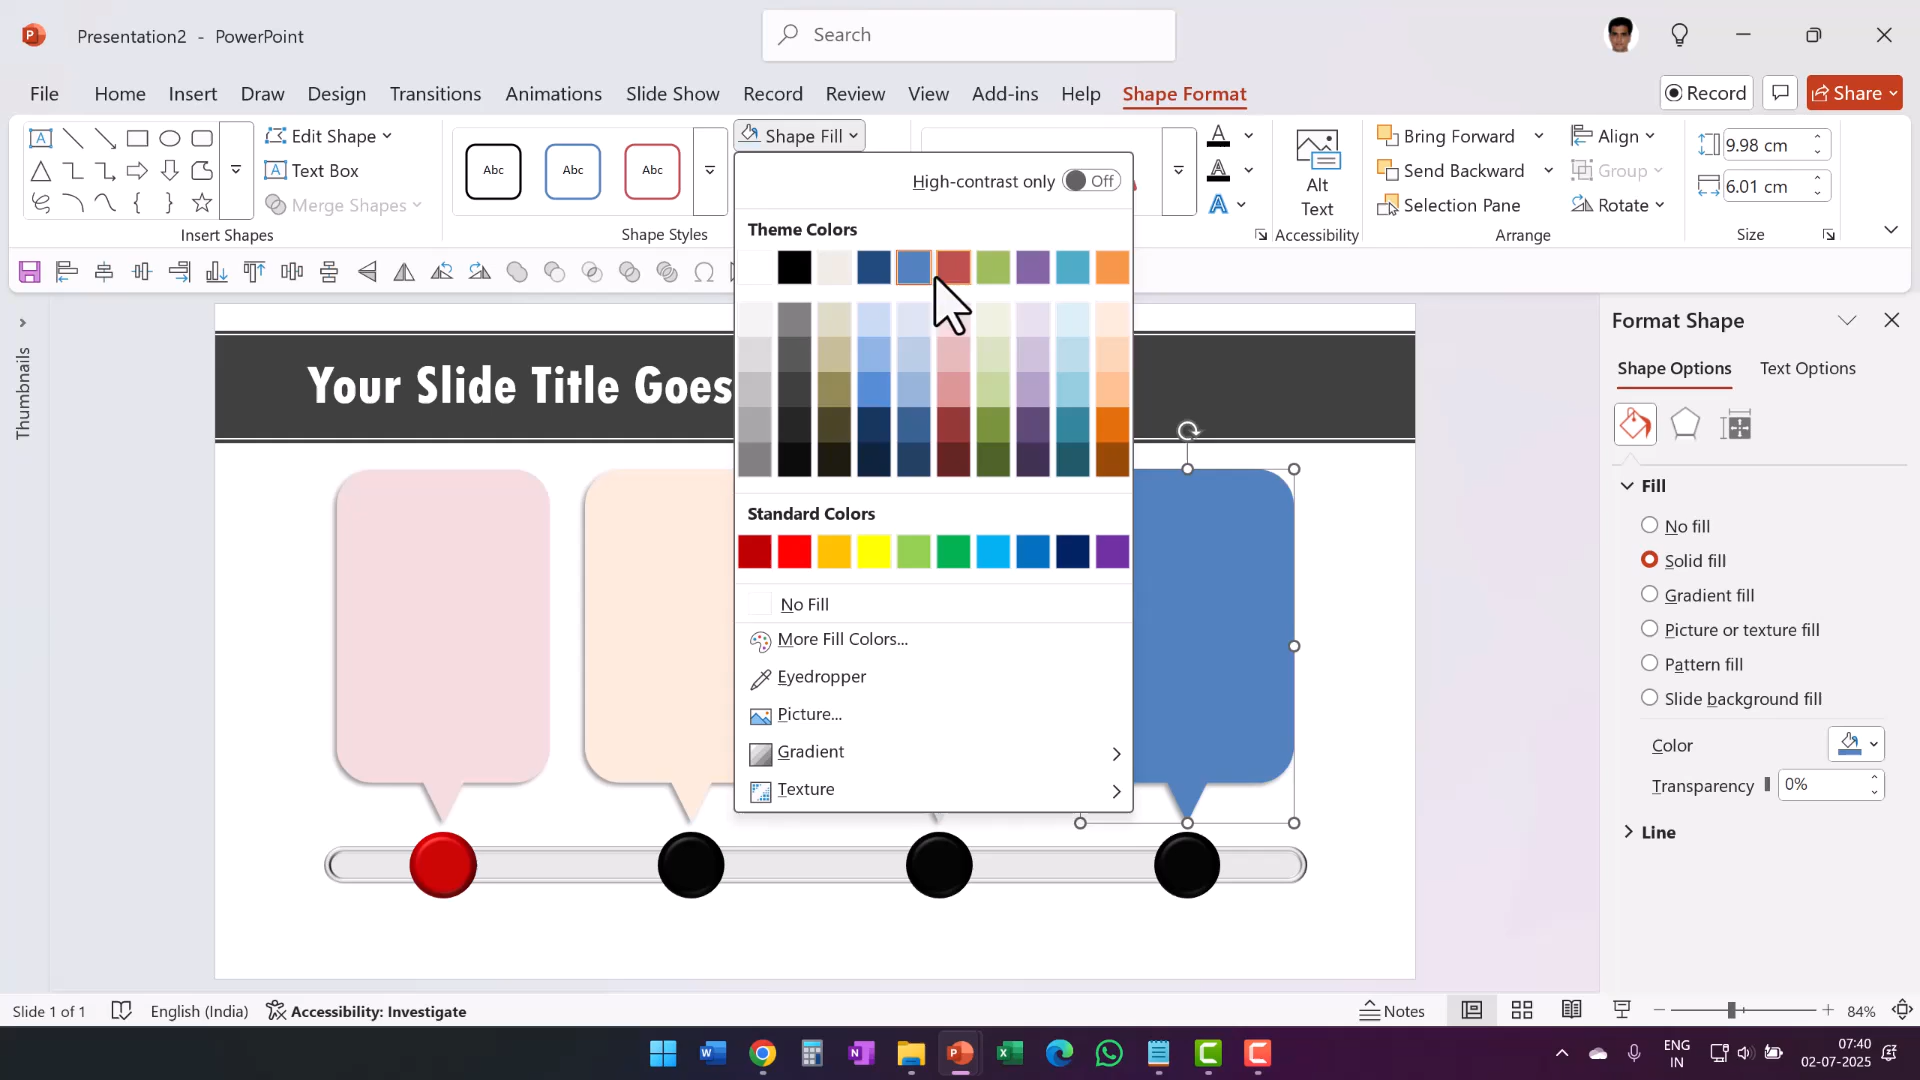 Presentation2 - PowerPoint
Search
File Home Insert Draw Design Transitions Animations Slide Show Record Review View Add-ins Help Shape Format
Record
Share
Edit Shape
Text Box
Merge Shapes
Insert Shapes
Abc Abc Abc
Shape Styles
Shape Fill
Alt
Text
Accessibility
Bring Forward
Send Backward
Selection Pane
Align
Group
Rotate
Arrange
9.98 cm
6.01 cm
Size
High-contrast only Off
Theme Colors
Standard Colors
No Fill
More Fill Colors...
Eyedropper
Picture...
Gradient
Texture
Thumbnails
Your Slide Title Goes
Format Shape
Shape Options Text Options
Fill
No fill
Solid fill
Gradient fill
Picture or texture fill
Pattern fill
Slide background fill
Color
Transparency 0%
Line
Slide 1 of 1 English (India) Accessibility: Investigate
Notes
84%
ENG
IN
07:40
02-07-2025